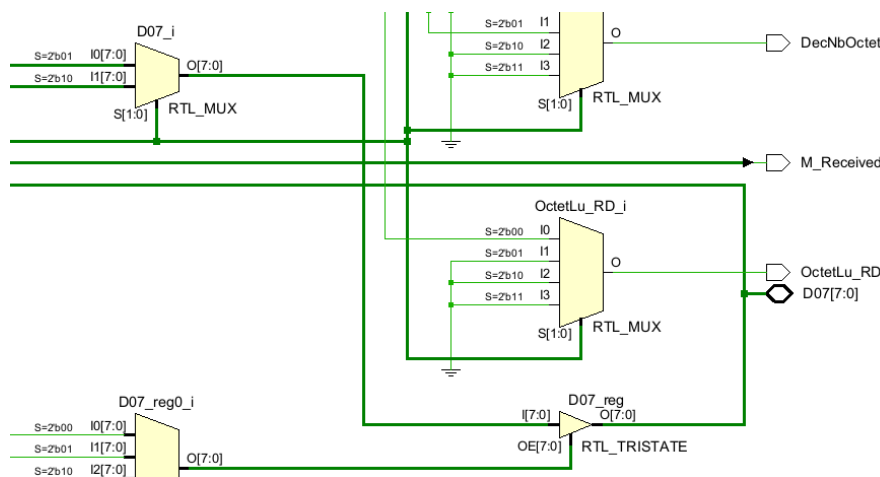 D07_i
S=2'b01 I0[7:0]
S=2'b10 I1[7:0]
O[7:0]
S[1:0]
RTL_MUX
S=2'b01 I1
S=2'b10 I2
S=2'b11 I3
O
S[1:0]
RTL_MUX
DecNbOctet
M_Received
OctetLu_RD_i
S=2'b00 I0
S=2'b01 I1
S=2'b10 I2
S=2'b11 I3
O
S[1:0]
RTL_MUX
OctetLu_RD
D07[7:0]
D07_reg0_i
S=2'b00 I0[7:0]
S=2'b01 I1[7:0]
S=2'b10 I2[7:0]
O[7:0]
D07_reg
I[7:0]
O[7:0]
OE[7:0]
RTL_TRISTATE